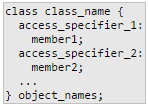 class class_name {
  access_specifier_1:
    member1;
  access_specifier_2:
    member2;
  ...
} object_names;